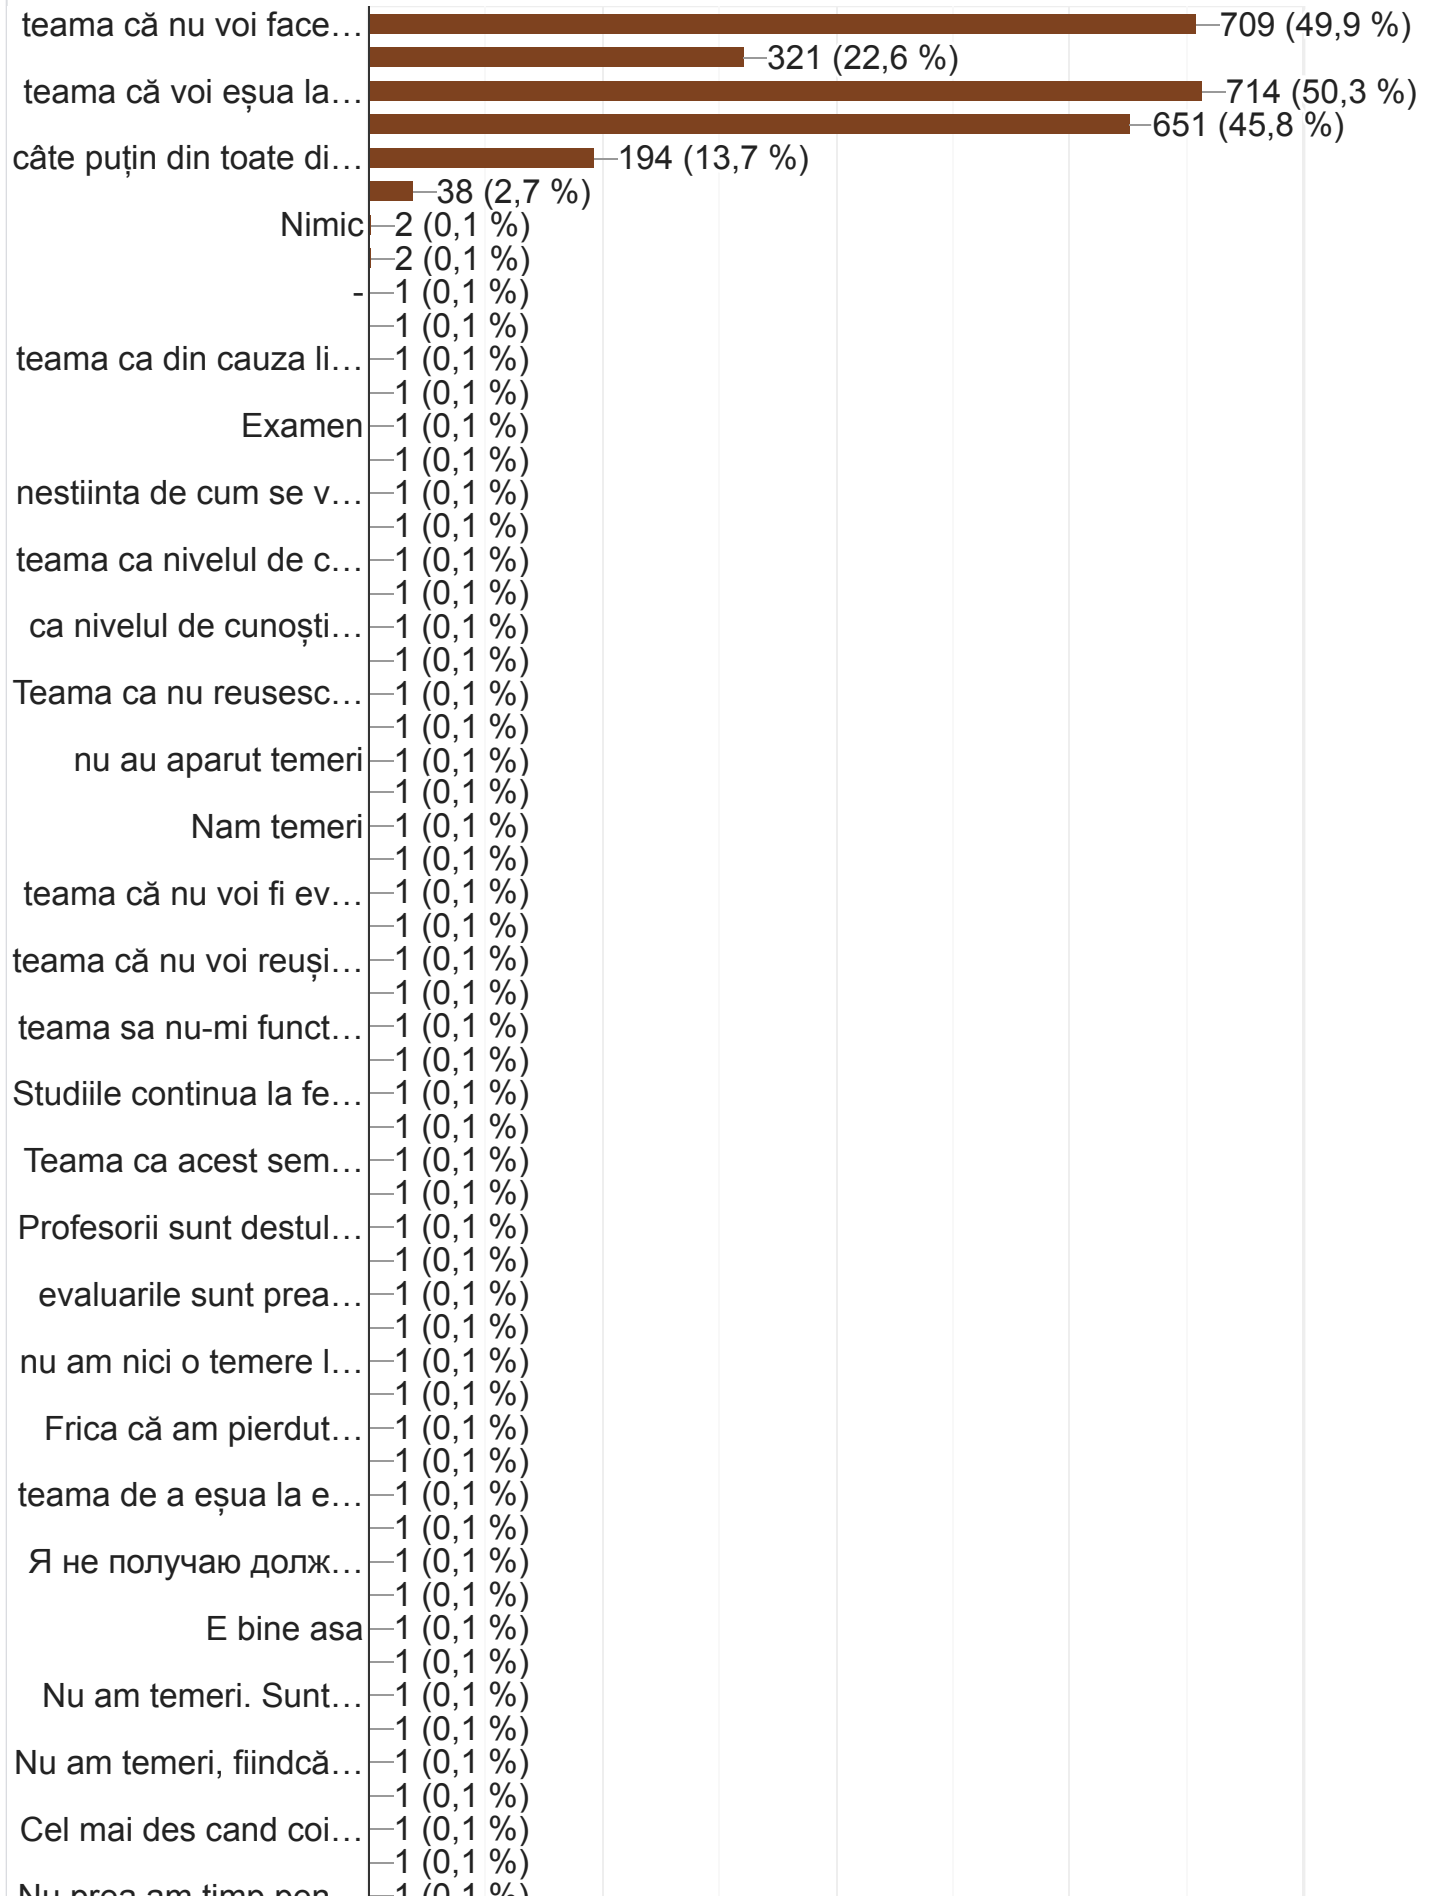 teama că nu voi face… 709 (49,9 %)
321 (22,6 %)
teama că voi eșua la… 714 (50,3 %)
651 (45,8 %)
câte puțin din toate di… 194 (13,7 %)
38 (2,7 %)
Nimic 2 (0,1 %)
2 (0,1 %)
- 1 (0,1 %)
1 (0,1 %)
teama ca din cauza li… 1 (0,1 %)
1 (0,1 %)
Examen 1 (0,1 %)
1 (0,1 %)
nestiinta de cum se v… 1 (0,1 %)
1 (0,1 %)
teama ca nivelul de c… 1 (0,1 %)
1 (0,1 %)
ca nivelul de cunoști… 1 (0,1 %)
1 (0,1 %)
Teama ca nu reusesc… 1 (0,1 %)
1 (0,1 %)
nu au aparut temeri 1 (0,1 %)
1 (0,1 %)
Nam temeri 1 (0,1 %)
1 (0,1 %)
teama că nu voi fi ev… 1 (0,1 %)
1 (0,1 %)
teama că nu voi reuși… 1 (0,1 %)
1 (0,1 %)
teama sa nu-mi funct… 1 (0,1 %)
1 (0,1 %)
Studiile continua la fe… 1 (0,1 %)
1 (0,1 %)
Teama ca acest sem… 1 (0,1 %)
1 (0,1 %)
Profesorii sunt destul… 1 (0,1 %)
1 (0,1 %)
evaluarile sunt prea… 1 (0,1 %)
1 (0,1 %)
nu am nici o temere l… 1 (0,1 %)
1 (0,1 %)
Frica că am pierdut… 1 (0,1 %)
1 (0,1 %)
teama de a eșua la e… 1 (0,1 %)
1 (0,1 %)
Я не получаю долж… 1 (0,1 %)
1 (0,1 %)
E bine asa 1 (0,1 %)
1 (0,1 %)
Nu am temeri. Sunt… 1 (0,1 %)
1 (0,1 %)
Nu am temeri, fiindcă… 1 (0,1 %)
1 (0,1 %)
Cel mai des cand coi… 1 (0,1 %)
1 (0,1 %)
Nu prea am timp pen… 1 (0,1 %)